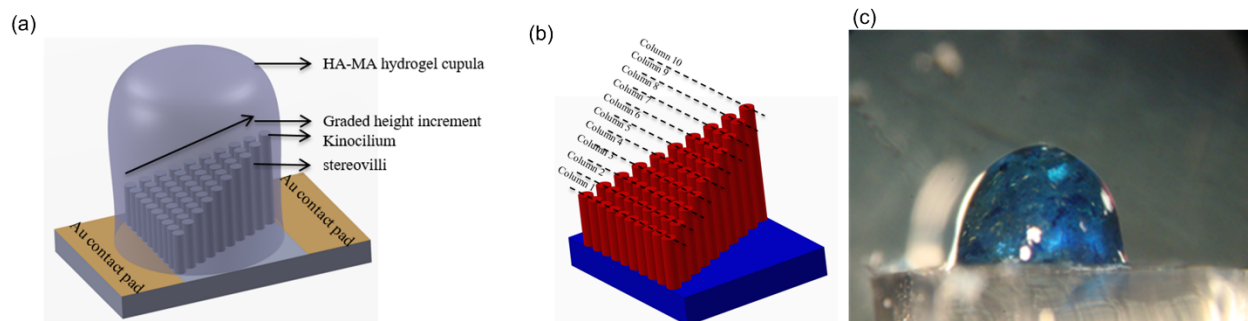 (a)
HA-MA hydrogel cupula
Graded height increment
Kinocilium
stereovilli
Au contact pad
Au contact pad
(b)
Column 10
Column 9
Column 8
Column 7
Column 6
Column 5
Column 4
Column 3
Column 2
Column 1
(c)